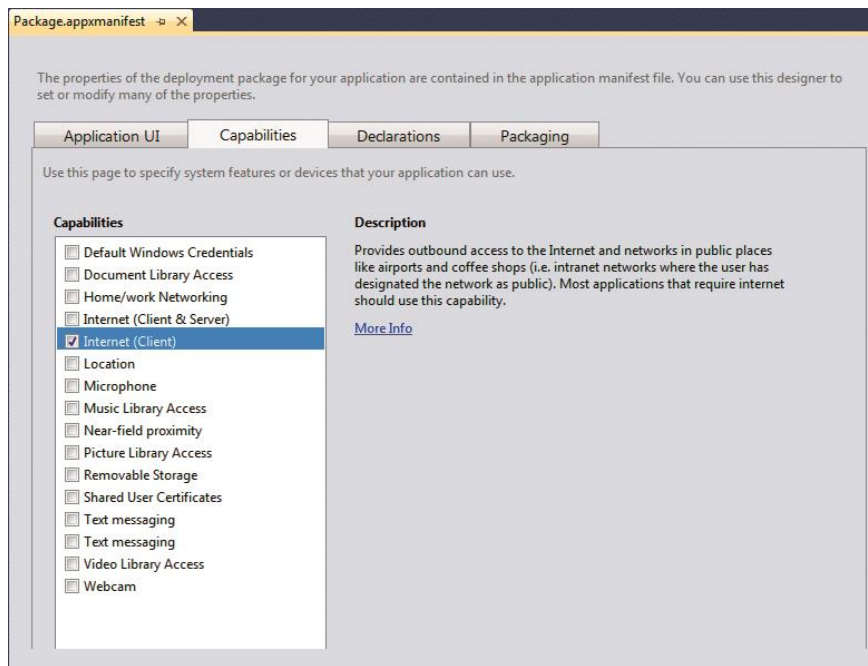 Package.appxmanifest
The properties of the deployment package for your application are contained in the application manifest file. You can use this designer to
set or modify many of the properties.
Application UI Capabilities Declarations Packaging
Use this page to specify system features or devices that your application can use.
Capabilities
Default Windows Credentials
Document Library Access
Home/work Networking
Internet (Client & Server)
Internet (Client)
Location
Microphone
Music Library Access
Near-field proximity
Picture Library Access
Removable Storage
Shared User Certificates
Text messaging
Text messaging
Video Library Access
Webcam
Description
Provides outbound access to the Internet and networks in public places
like airports and coffee shops (i.e. intranet networks where the user has
designated the network as public). Most applications that require internet
should use this capability.
More Info